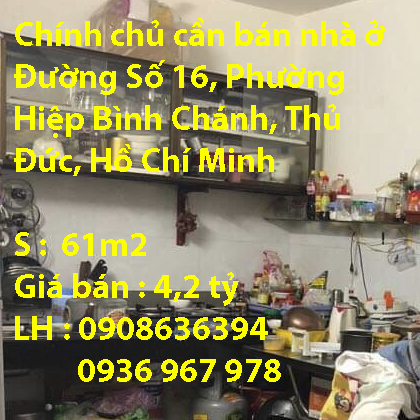 Chính chủ cần bán nhà ở
Đường Số 16, Phường
Hiệp Bình Chánh, Thủ
Đức, Hồ Chí Minh
S : 61m2
Giá bán : 4,2 tỷ
LH : 0908636394
0936 967 978